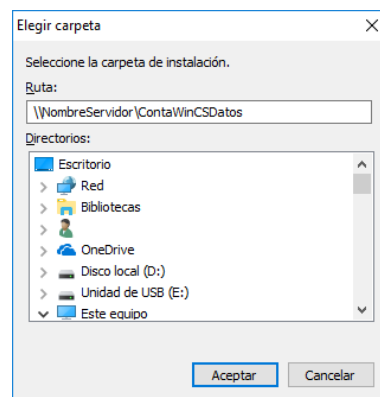 Elegir carpeta
Seleccione la carpeta de instalación.
Ruta:
\\NombreServidor\ContaWinCSDatos
Directorios:
Escritorio
Red
Bibliotecas
OneDrive
Disco local (D:)
Unidad de USB (E:)
Este equipo
Aceptar Cancelar